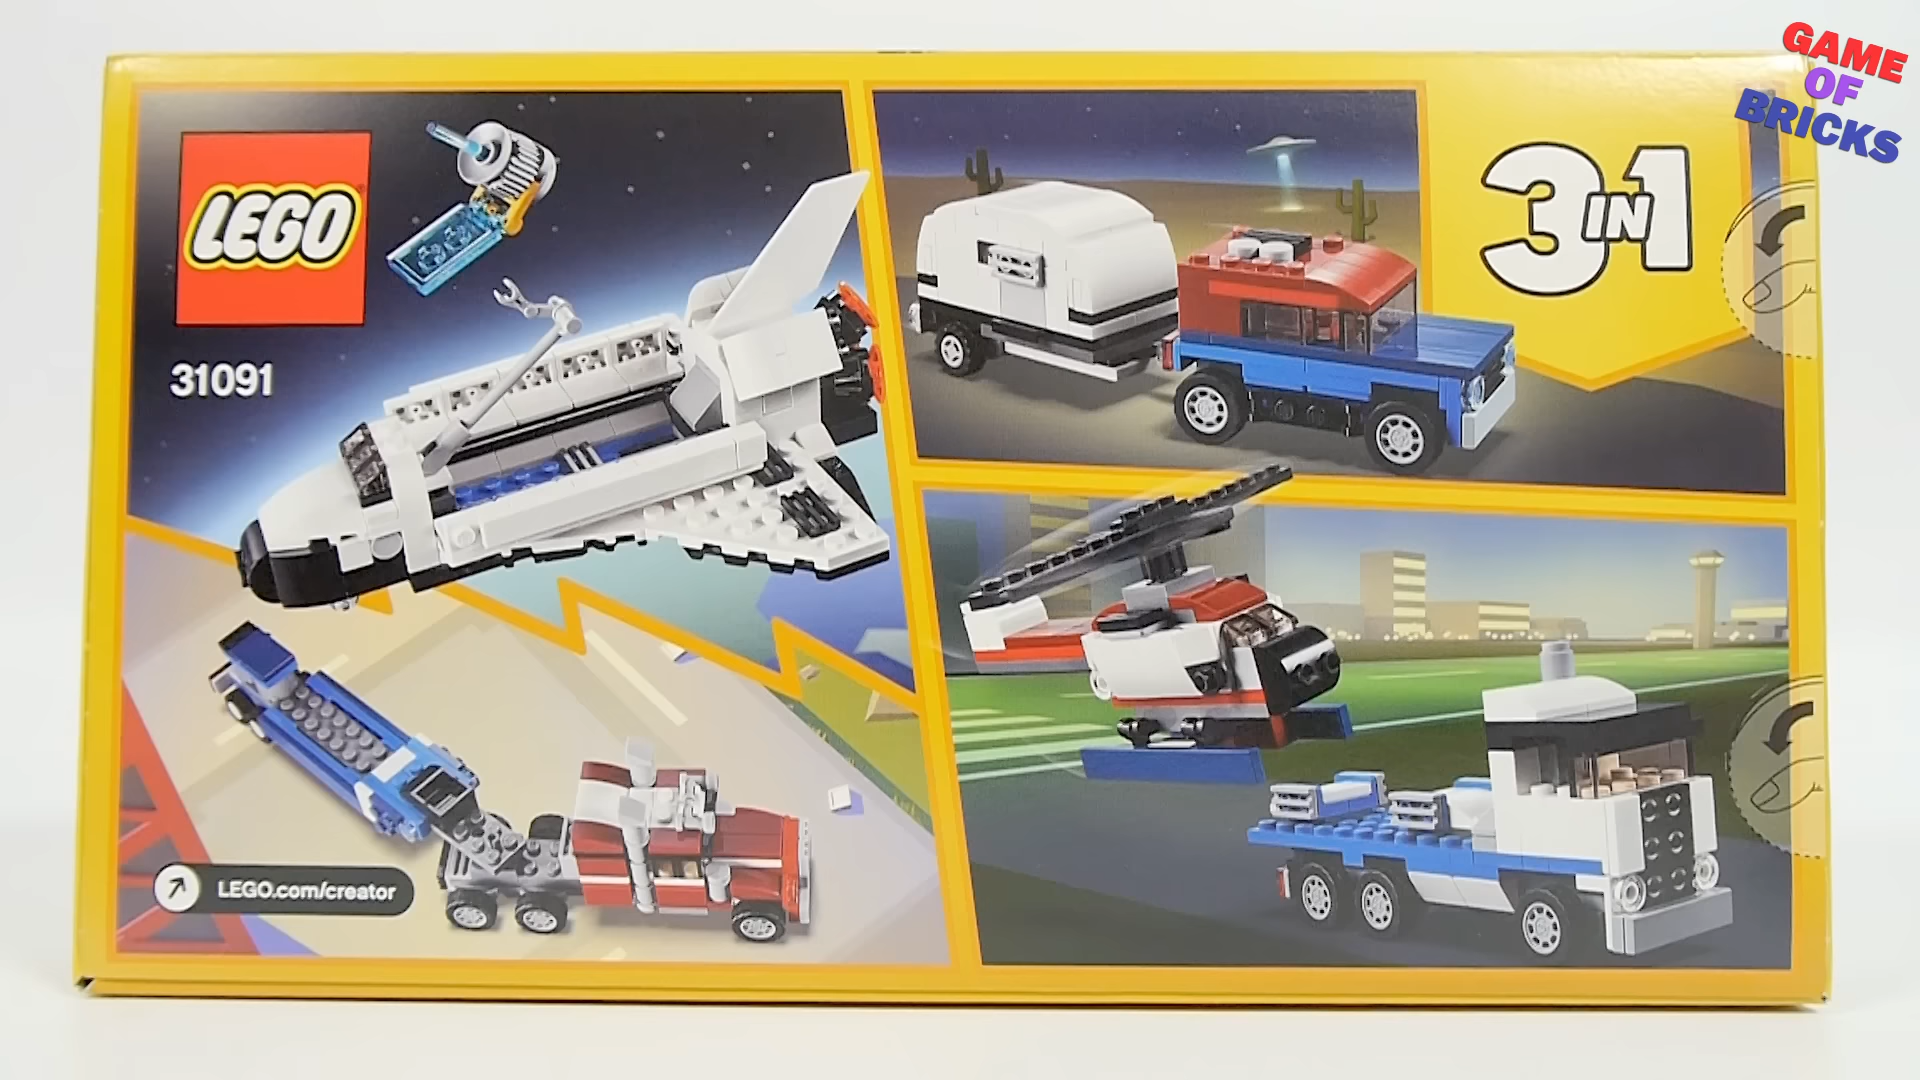 LEGO
31091
LEGO.com/creator
3 IN 1
GAME
OF
BRICKS